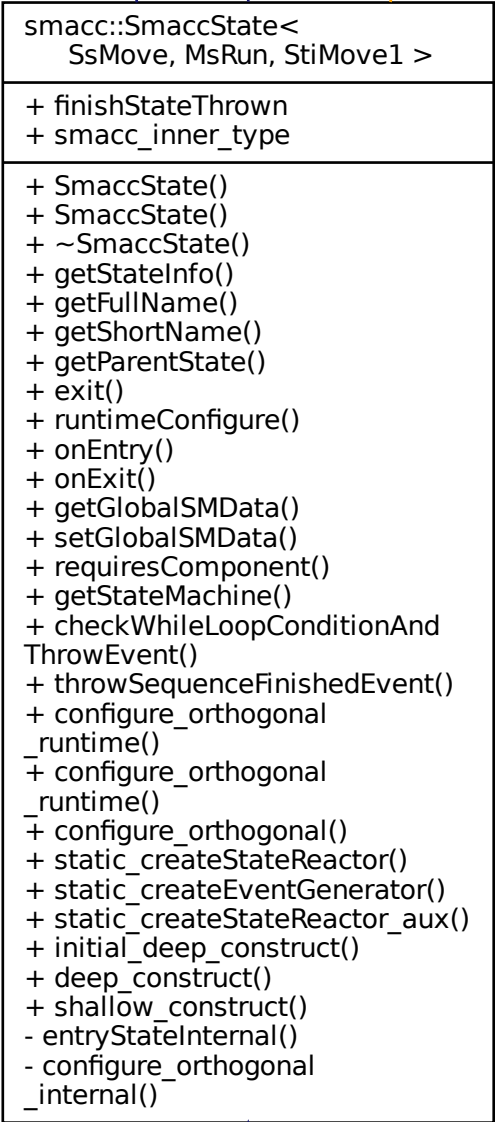 smacc::SmaccState<
SsMove, MsRun, StiMove1 >
+ finishStateThrown
+ smacc_inner_type
+ SmaccState()
+ SmaccState()
+ ~SmaccState()
+ getStateInfo()
+ getFullName()
+ getShortName()
+ getParentState()
+ exit()
+ runtimeConfigure()
+ onEntry()
+ onExit()
+ getGlobalSMData()
+ setGlobalSMData()
+ requiresComponent()
+ getStateMachine()
+ checkWhileLoopConditionAnd
ThrowEvent()
+ throwSequenceFinishedEvent()
+ configure_orthogonal
_runtime()
+ configure_orthogonal
_runtime()
+ configure_orthogonal()
+ static_createStateReactor()
+ static_createEventGenerator()
+ static_createStateReactor_aux()
+ initial_deep_construct()
+ deep_construct()
+ shallow_construct()
- entryStateInternal()
- configure_orthogonal
_internal()